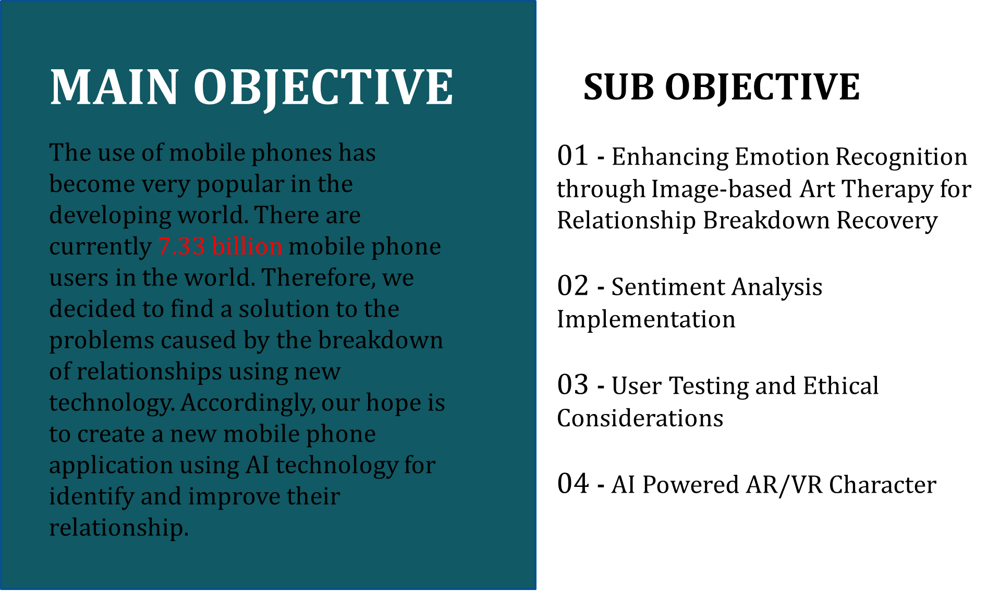 MAIN OBJECTIVE
The use of mobile phones has
become very popular in the
developing world. There are
currently 7.33 billion mobile phone
users in the world. Therefore, we
decided to find a solution to the
problems caused by the breakdown
of relationships using new
technology. Accordingly, our hope is
to create a new mobile phone
application using AI technology for
identify and improve their
relationship.
SUB OBJECTIVE
01 - Enhancing Emotion Recognition
through Image-based Art Therapy for
Relationship Breakdown Recovery
02 - Sentiment Analysis
Implementation
03 - User Testing and Ethical
Considerations
04 - AI Powered AR/VR Character